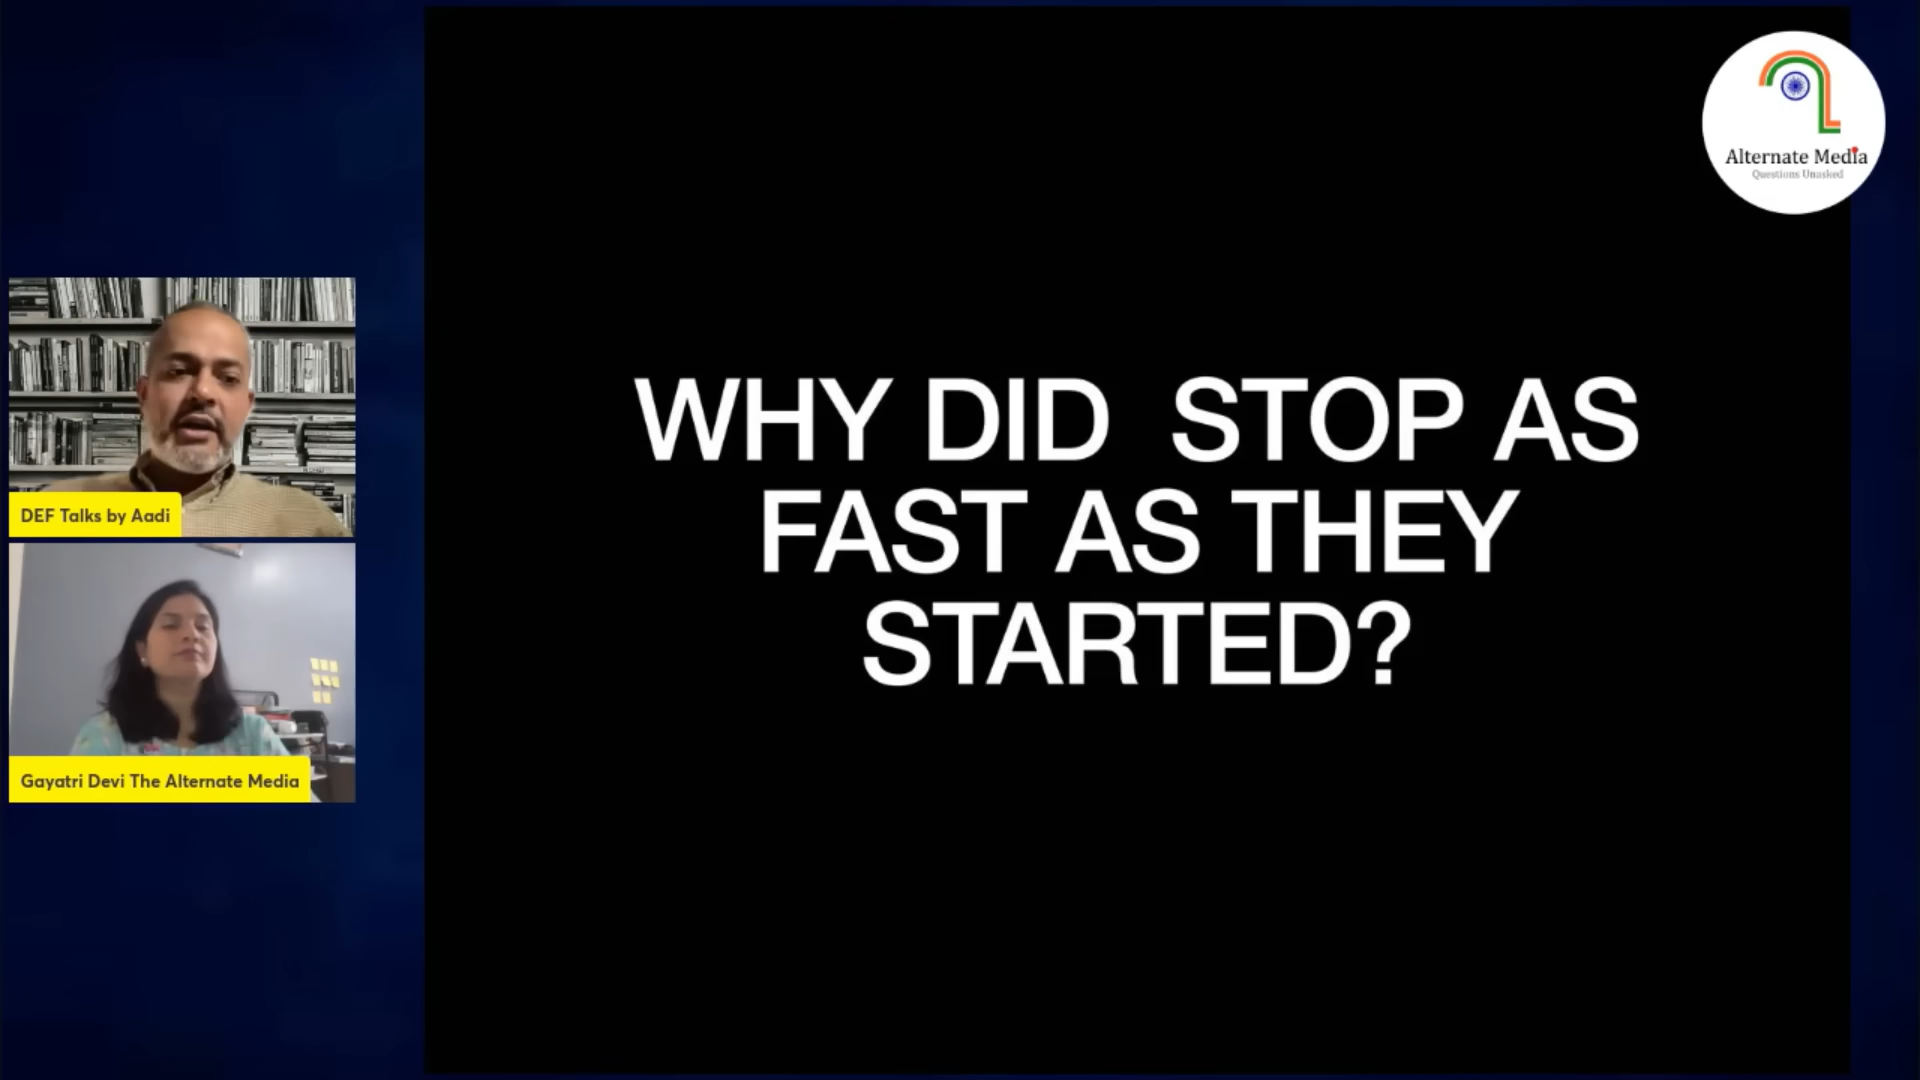 Alternate Media
Questions Unasked
WHY DID  STOP AS
FAST AS THEY
STARTED?
DEF Talks by Aadi
Gayatri Devi The Alternate Media